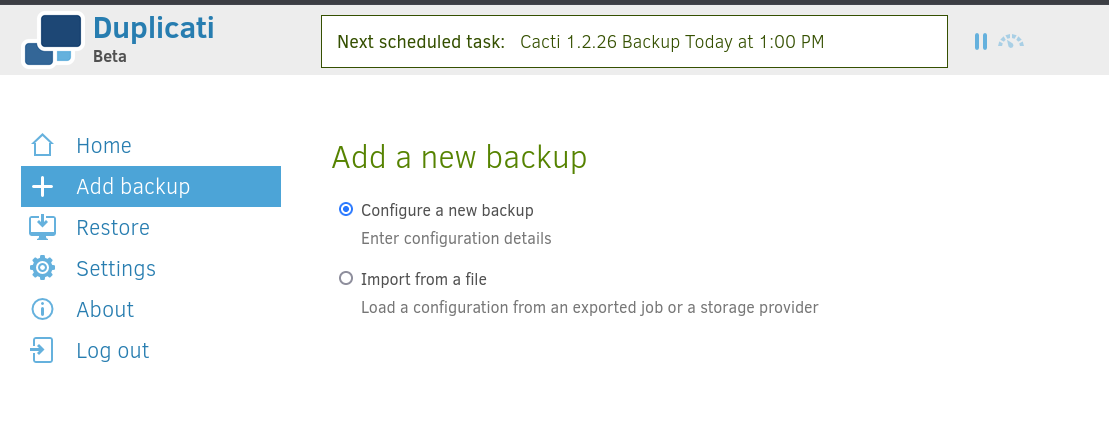 Duplicati
Beta
Next scheduled task: Cacti 1.2.26 Backup Today at 1:00 PM
Home
Add backup
Restore
Settings
About
Log out
Add a new backup
Configure a new backup
Enter configuration details
Import from a file
Load a configuration from an exported job or a storage provider